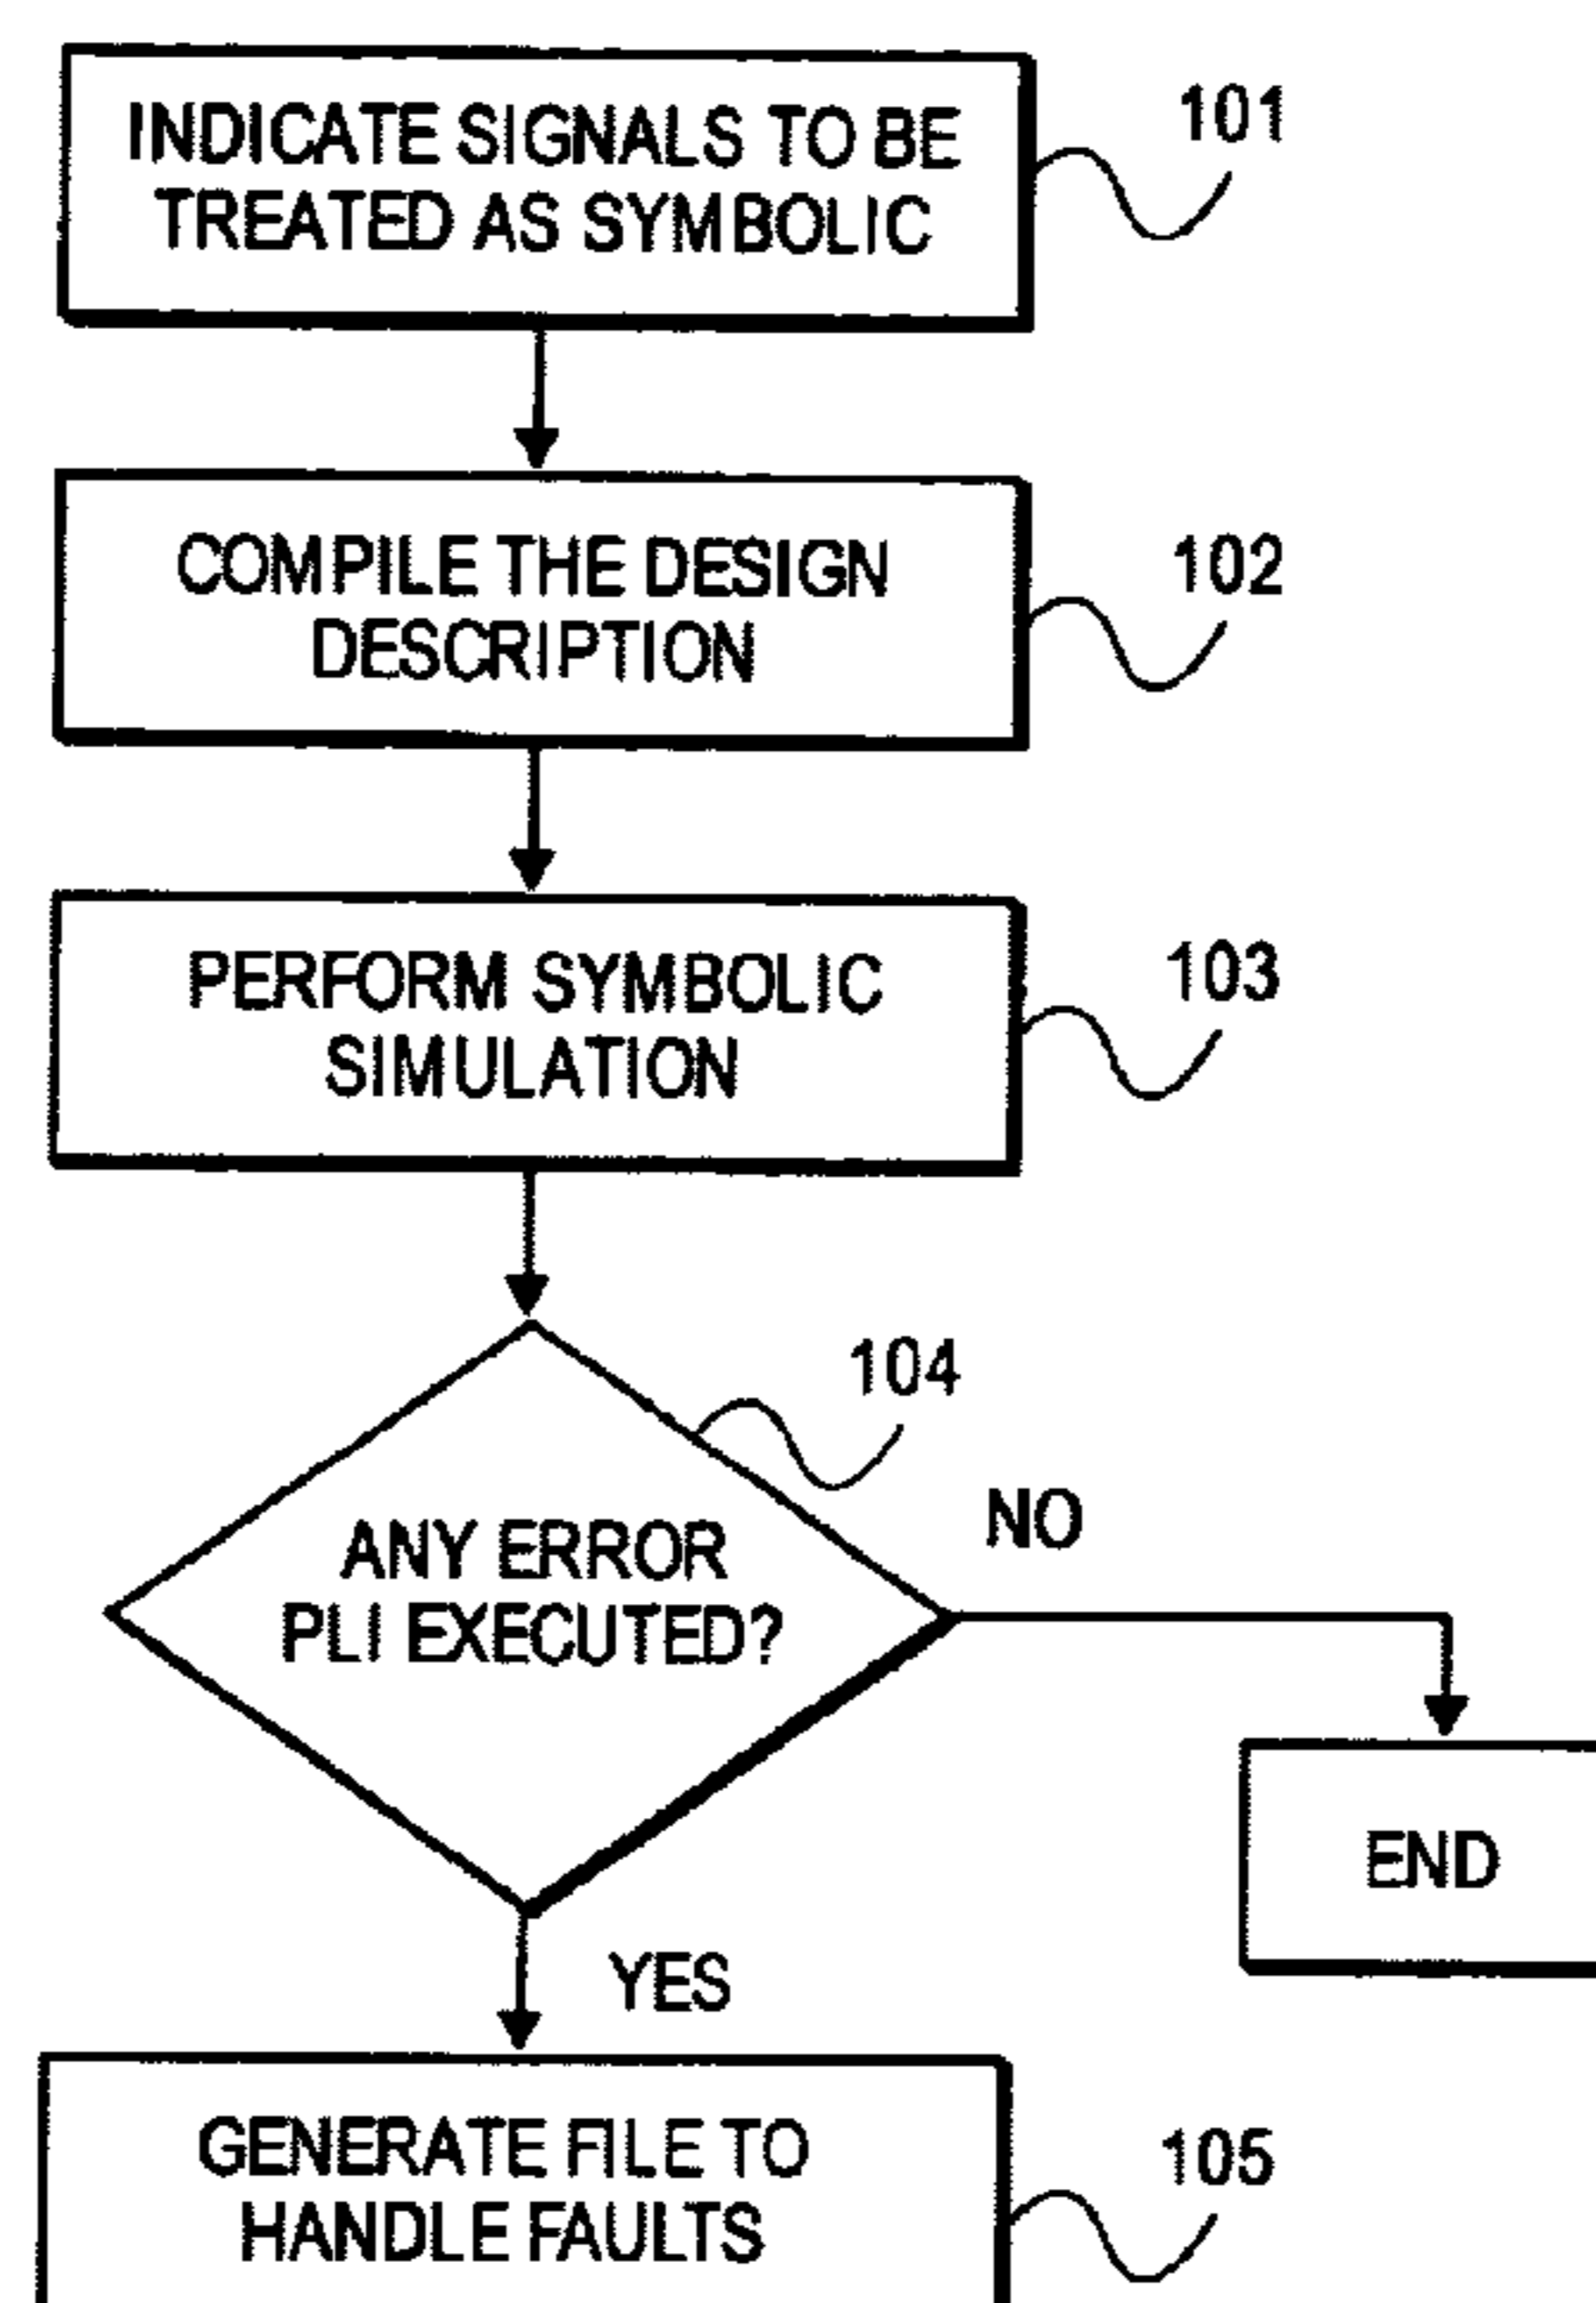 INDICATE SIGNALS TO BE
TREATED AS SYMBOLIC
101
COMPILE THE DESIGN
DESCRIPTION
102
PERFORM SYMBOLIC
SIMULATION
103
104
ANY ERROR
PLI EXECUTED?
NO
END
YES
GENERATE FILE TO
HANDLE FAULTS
105